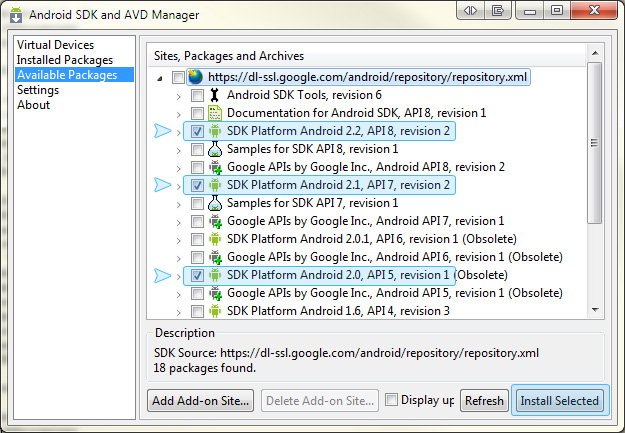 Android SDK and AVD Manager
Virtual Devices
Installed Packages
Available Packages
Settings
About
Sites, Packages and Archives
https://dl-ssl.google.com/android/repository/repository.xml
Android SDK Tools, revision 6
Documentation for Android SDK, API 8, revision 1
SDK Platform Android 2.2, API 8, revision 2
Samples for SDK API 8, revision 1
Google APIs by Google Inc., Android API 8, revision 2
SDK Platform Android 2.1, API 7, revision 2
Samples for SDK API 7, revision 1
Google APIs by Google Inc., Android API 7, revision 1
SDK Platform Android 2.0.1, API 6, revision 1 (Obsolete)
Google APIs by Google Inc., Android API 6, revision 1 (Obsolete)
SDK Platform Android 2.0, API 5, revision 1 (Obsolete)
Google APIs by Google Inc., Android API 5, revision 1 (Obsolete)
SDK Platform Android 1.6, API 4, revision 3
Description
SDK Source: https://dl-ssl.google.com/android/repository/repository.xml
18 packages found.
Add Add-on Site... Delete Add-on Site... Display up Refresh Install Selected